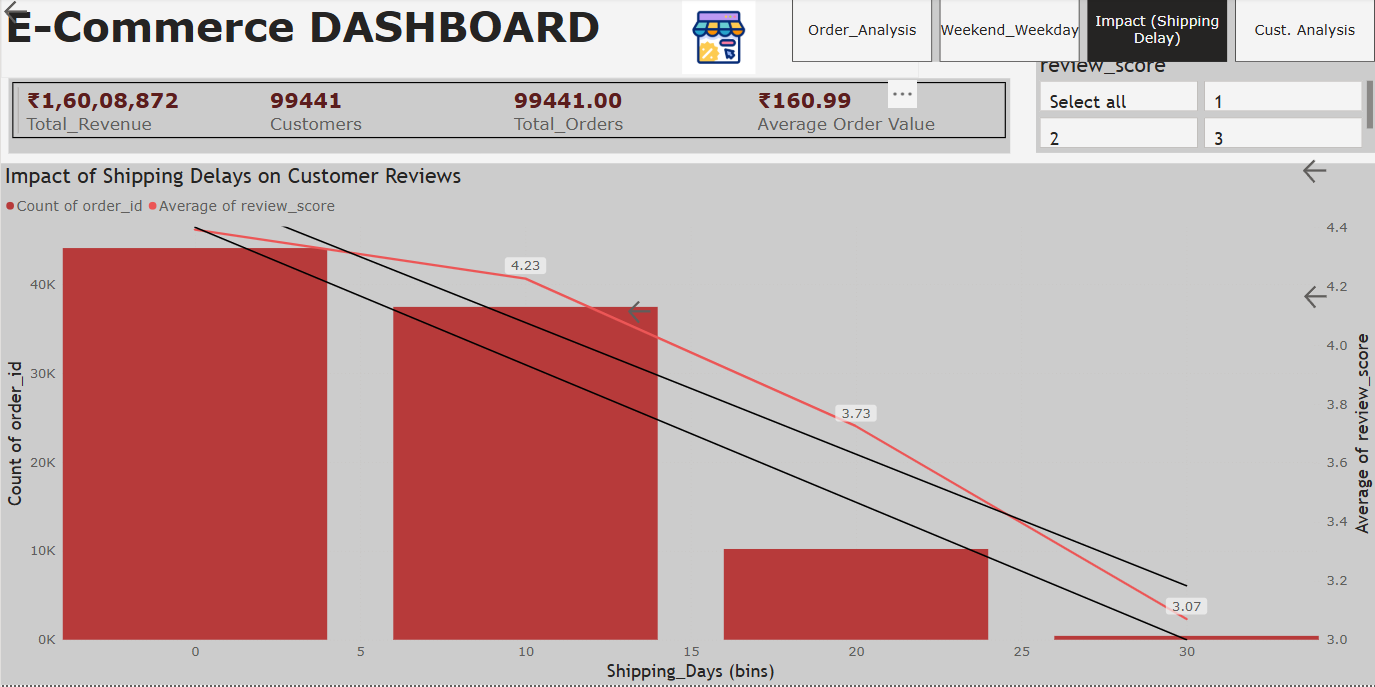 E-Commerce DASHBOARD
Order_Analysis
Weekend_Weekday
Impact (Shipping
Delay)
Cust. Analysis
₹1,60,08,872
Total_Revenue
99441
Customers
99441.00
Total_Orders
₹160.99
Average Order Value
...
review_score
Select all
1
2
3
Impact of Shipping Delays on Customer Reviews
Count of order_id
Average of review_score
Count of order_id
40K
30K
20K
10K
0K
4.23
3.73
3.07
4.4
4.2
4.0
3.8
3.6
3.4
3.2
3.0
Average of review_score
0
5
10
15
20
25
30
Shipping_Days (bins)